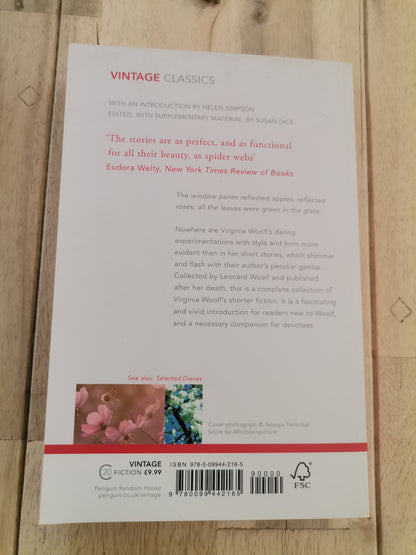 VINTAGE CLASSICS
WITH AN INTRODUCTION BY HELEN SIMPSON
EDITED, WITH SUPPLEMENTARY MATERIAL, BY SUSAN DICK
'The stories are as perfect, and as functional
for all their beauty, as spider webs'
Eudora Welty, New York Times Review of Books
The window panes reflected apples, reflected
roses; all the leaves were green in the glass.
Nowhere are Virginia Woolf's daring
experimentations with style and form more
evident than in her short stories, which shimmer
and flash with their author's peculiar genius.
Collected by Leonard Woolf and published
after her death, this is a complete collection of
Virginia Woolf's shorter fiction. It is a fascinating
and vivid introduction for readers new to Woolf,
and a necessary companion for devotees.
See also: Selected Diaries
Cover photograph © Tetsuya Tanooka/
Score by Aflo/plainpicture
VINTAGE
C20 FICTION £9.99
Penguin Random House
penguin.co.uk/vintage
ISBN 978-0-09944-216-5
90000
9 780099 442165
FSC